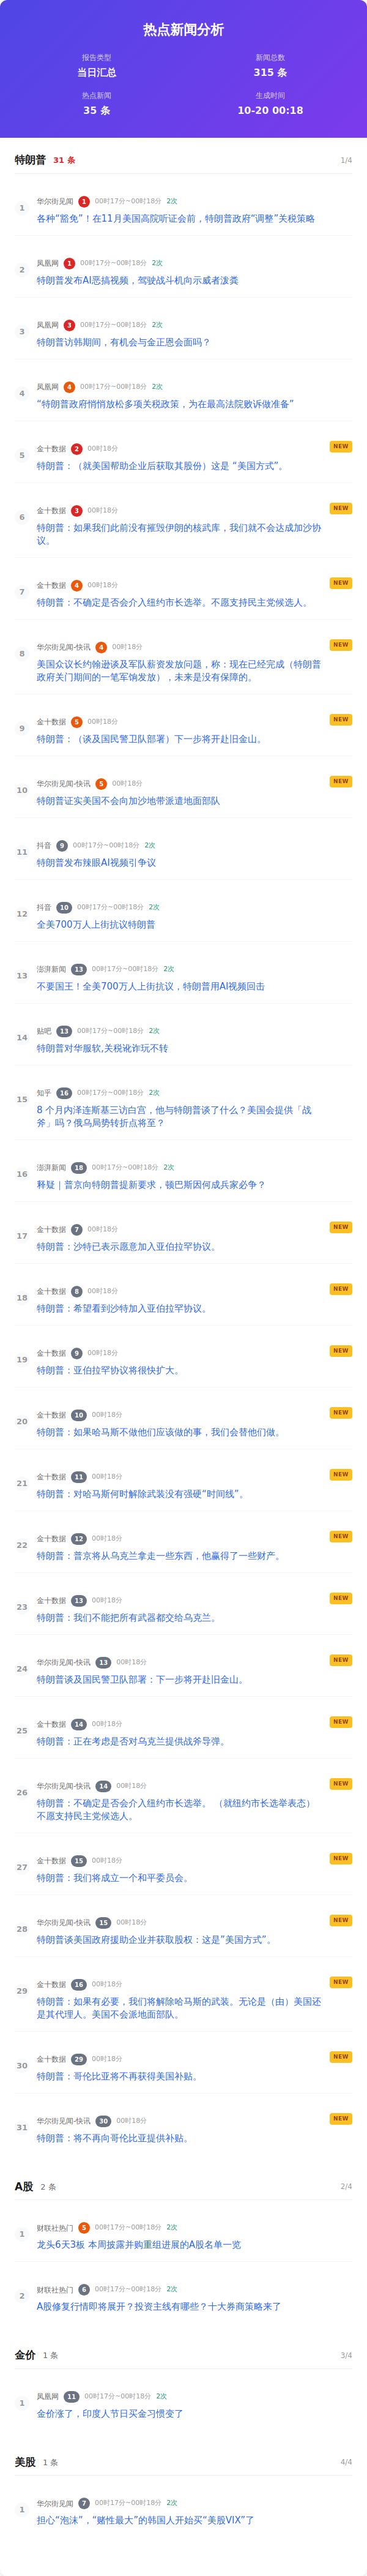 热点新闻分析
报告类型
当日汇总
新闻总数
315 条
热点新闻
35 条
生成时间
10-20 00:18
特朗普 31 条 1/4
1 华尔街见闻 1 00时17分~00时18分 2次
各种“豁免”！在11月美国高院听证会前，特朗普政府“调整”关税策略
2 凤凰网 1 00时17分~00时18分 2次
特朗普发布AI恶搞视频，驾驶战斗机向示威者泼粪
3 凤凰网 3 00时17分~00时18分 2次
特朗普访韩期间，有机会与金正恩会面吗？
4 凤凰网 4 00时17分~00时18分 2次
“特朗普政府悄悄放松多项关税政策，为在最高法院败诉做准备”
5 金十数据 2 00时18分 NEW
特朗普：（就美国帮助企业后获取其股份）这是 “美国方式”。
6 金十数据 3 00时18分 NEW
特朗普：如果我们此前没有摧毁伊朗的核武库，我们就不会达成加沙协
议。
7 金十数据 4 00时18分 NEW
特朗普：不确定是否会介入纽约市长选举。不愿支持民主党候选人。
8 华尔街见闻-快讯 4 00时18分 NEW
美国众议长约翰逊谈及军队薪资发放问题，称：现在已经完成（特朗普
政府关门期间的一笔军饷发放），未来是没有保障的。
9 金十数据 5 00时18分 NEW
特朗普：（谈及国民警卫队部署）下一步将开赴旧金山。
10 华尔街见闻-快讯 5 00时18分 NEW
特朗普证实美国不会向加沙地带派遣地面部队
11 抖音 9 00时17分~00时18分 2次
特朗普发布辣眼AI视频引争议
12 抖音 10 00时17分~00时18分 2次
全美700万人上街抗议特朗普
13 澎湃新闻 13 00时17分~00时18分 2次
不要国王！全美700万人上街抗议，特朗普用AI视频回击
14 贴吧 13 00时17分~00时18分 2次
特朗普对华服软,关税讹诈玩不转
15 知乎 16 00时17分~00时18分 2次
8 个月内泽连斯基三访白宫，他与特朗普谈了什么？美国会提供「战
斧」吗？俄乌局势转折点将至？
16 澎湃新闻 18 00时17分~00时18分 2次
释疑｜普京向特朗普提新要求，顿巴斯因何成兵家必争？
17 金十数据 7 00时18分 NEW
特朗普：沙特已表示愿意加入亚伯拉罕协议。
18 金十数据 8 00时18分 NEW
特朗普：希望看到沙特加入亚伯拉罕协议。
19 金十数据 9 00时18分 NEW
特朗普：亚伯拉罕协议将很快扩大。
20 金十数据 10 00时18分 NEW
特朗普：如果哈马斯不做他们应该做的事，我们会替他们做。
21 金十数据 11 00时18分 NEW
特朗普：对哈马斯何时解除武装没有强硬“时间线”。
22 金十数据 12 00时18分 NEW
特朗普：普京将从乌克兰拿走一些东西，他赢得了一些财产。
23 金十数据 13 00时18分 NEW
特朗普：我们不能把所有武器都交给乌克兰。
24 华尔街见闻-快讯 13 00时18分 NEW
特朗普谈及国民警卫队部署：下一步将开赴旧金山。
25 金十数据 14 00时18分 NEW
特朗普：正在考虑是否对乌克兰提供战斧导弹。
26 华尔街见闻-快讯 14 00时18分 NEW
特朗普：不确定是否会介入纽约市长选举。 （就纽约市长选举表态）
不愿支持民主党候选人。
27 金十数据 15 00时18分 NEW
特朗普：我们将成立一个和平委员会。
28 华尔街见闻-快讯 15 00时18分 NEW
特朗普谈美国政府援助企业并获取股权：这是“美国方式”。
29 金十数据 16 00时18分 NEW
特朗普：如果有必要，我们将解除哈马斯的武装。无论是（由）美国还
是其代理人。美国不会派地面部队。
30 金十数据 29 00时18分 NEW
特朗普：哥伦比亚将不再获得美国补贴。
31 华尔街见闻-快讯 30 00时18分 NEW
特朗普：将不再向哥伦比亚提供补贴。
A股 2 条 2/4
1 财联社热门 5 00时17分~00时18分 2次
龙头6天3板 本周披露并购重组进展的A股名单一览
2 财联社热门 6 00时17分~00时18分 2次
A股修复行情即将展开？投资主线有哪些？十大券商策略来了
金价 1 条 3/4
1 凤凰网 11 00时17分~00时18分 2次
金价涨了，印度人节日买金习惯变了
美股 1 条 4/4
1 华尔街见闻 7 00时17分~00时18分 2次
担心“泡沫”，“赌性最大”的韩国人开始买“美股VIX”了